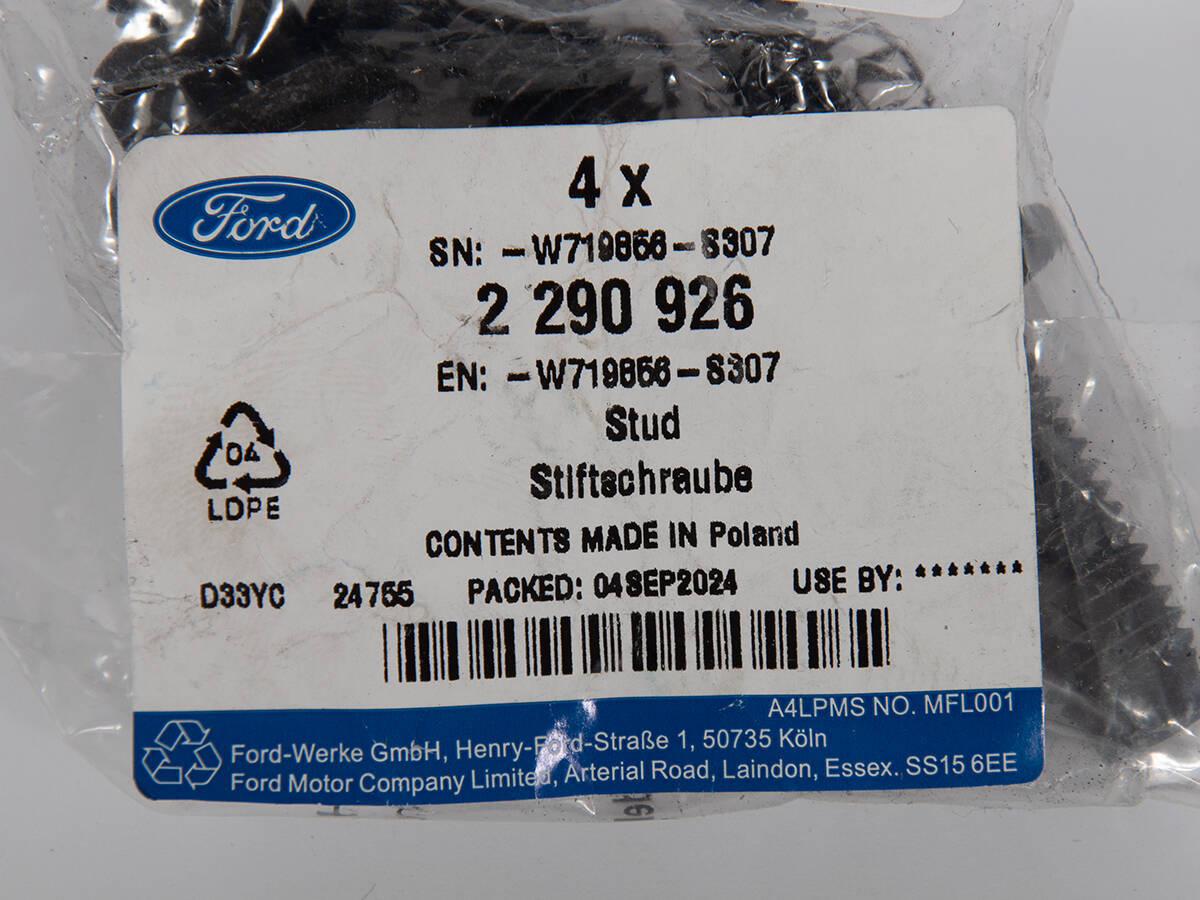 Ford
4 x
SN: -W719856-S307
2 290 926
EN: -W719856-S307
Stud
Stiftschraube
04
LDPE
CONTENTS MADE IN Poland
D33YC 24755 PACKED: 04SEP2024 USE BY: *******
A4LPMS NO. MFL001
Ford-Werke GmbH, Henry-Ford-Straße 1, 50735 Köln
Ford Motor Company Limited, Arterial Road, Laindon, Essex. SS15 6EE